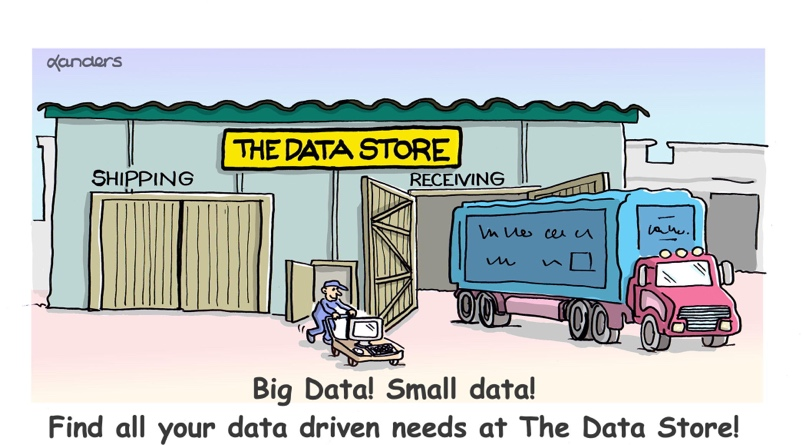 Landers
THE DATA STORE
SHIPPING
RECEIVING
Big Data! Small data!
Find all your data driven needs at The Data Store!